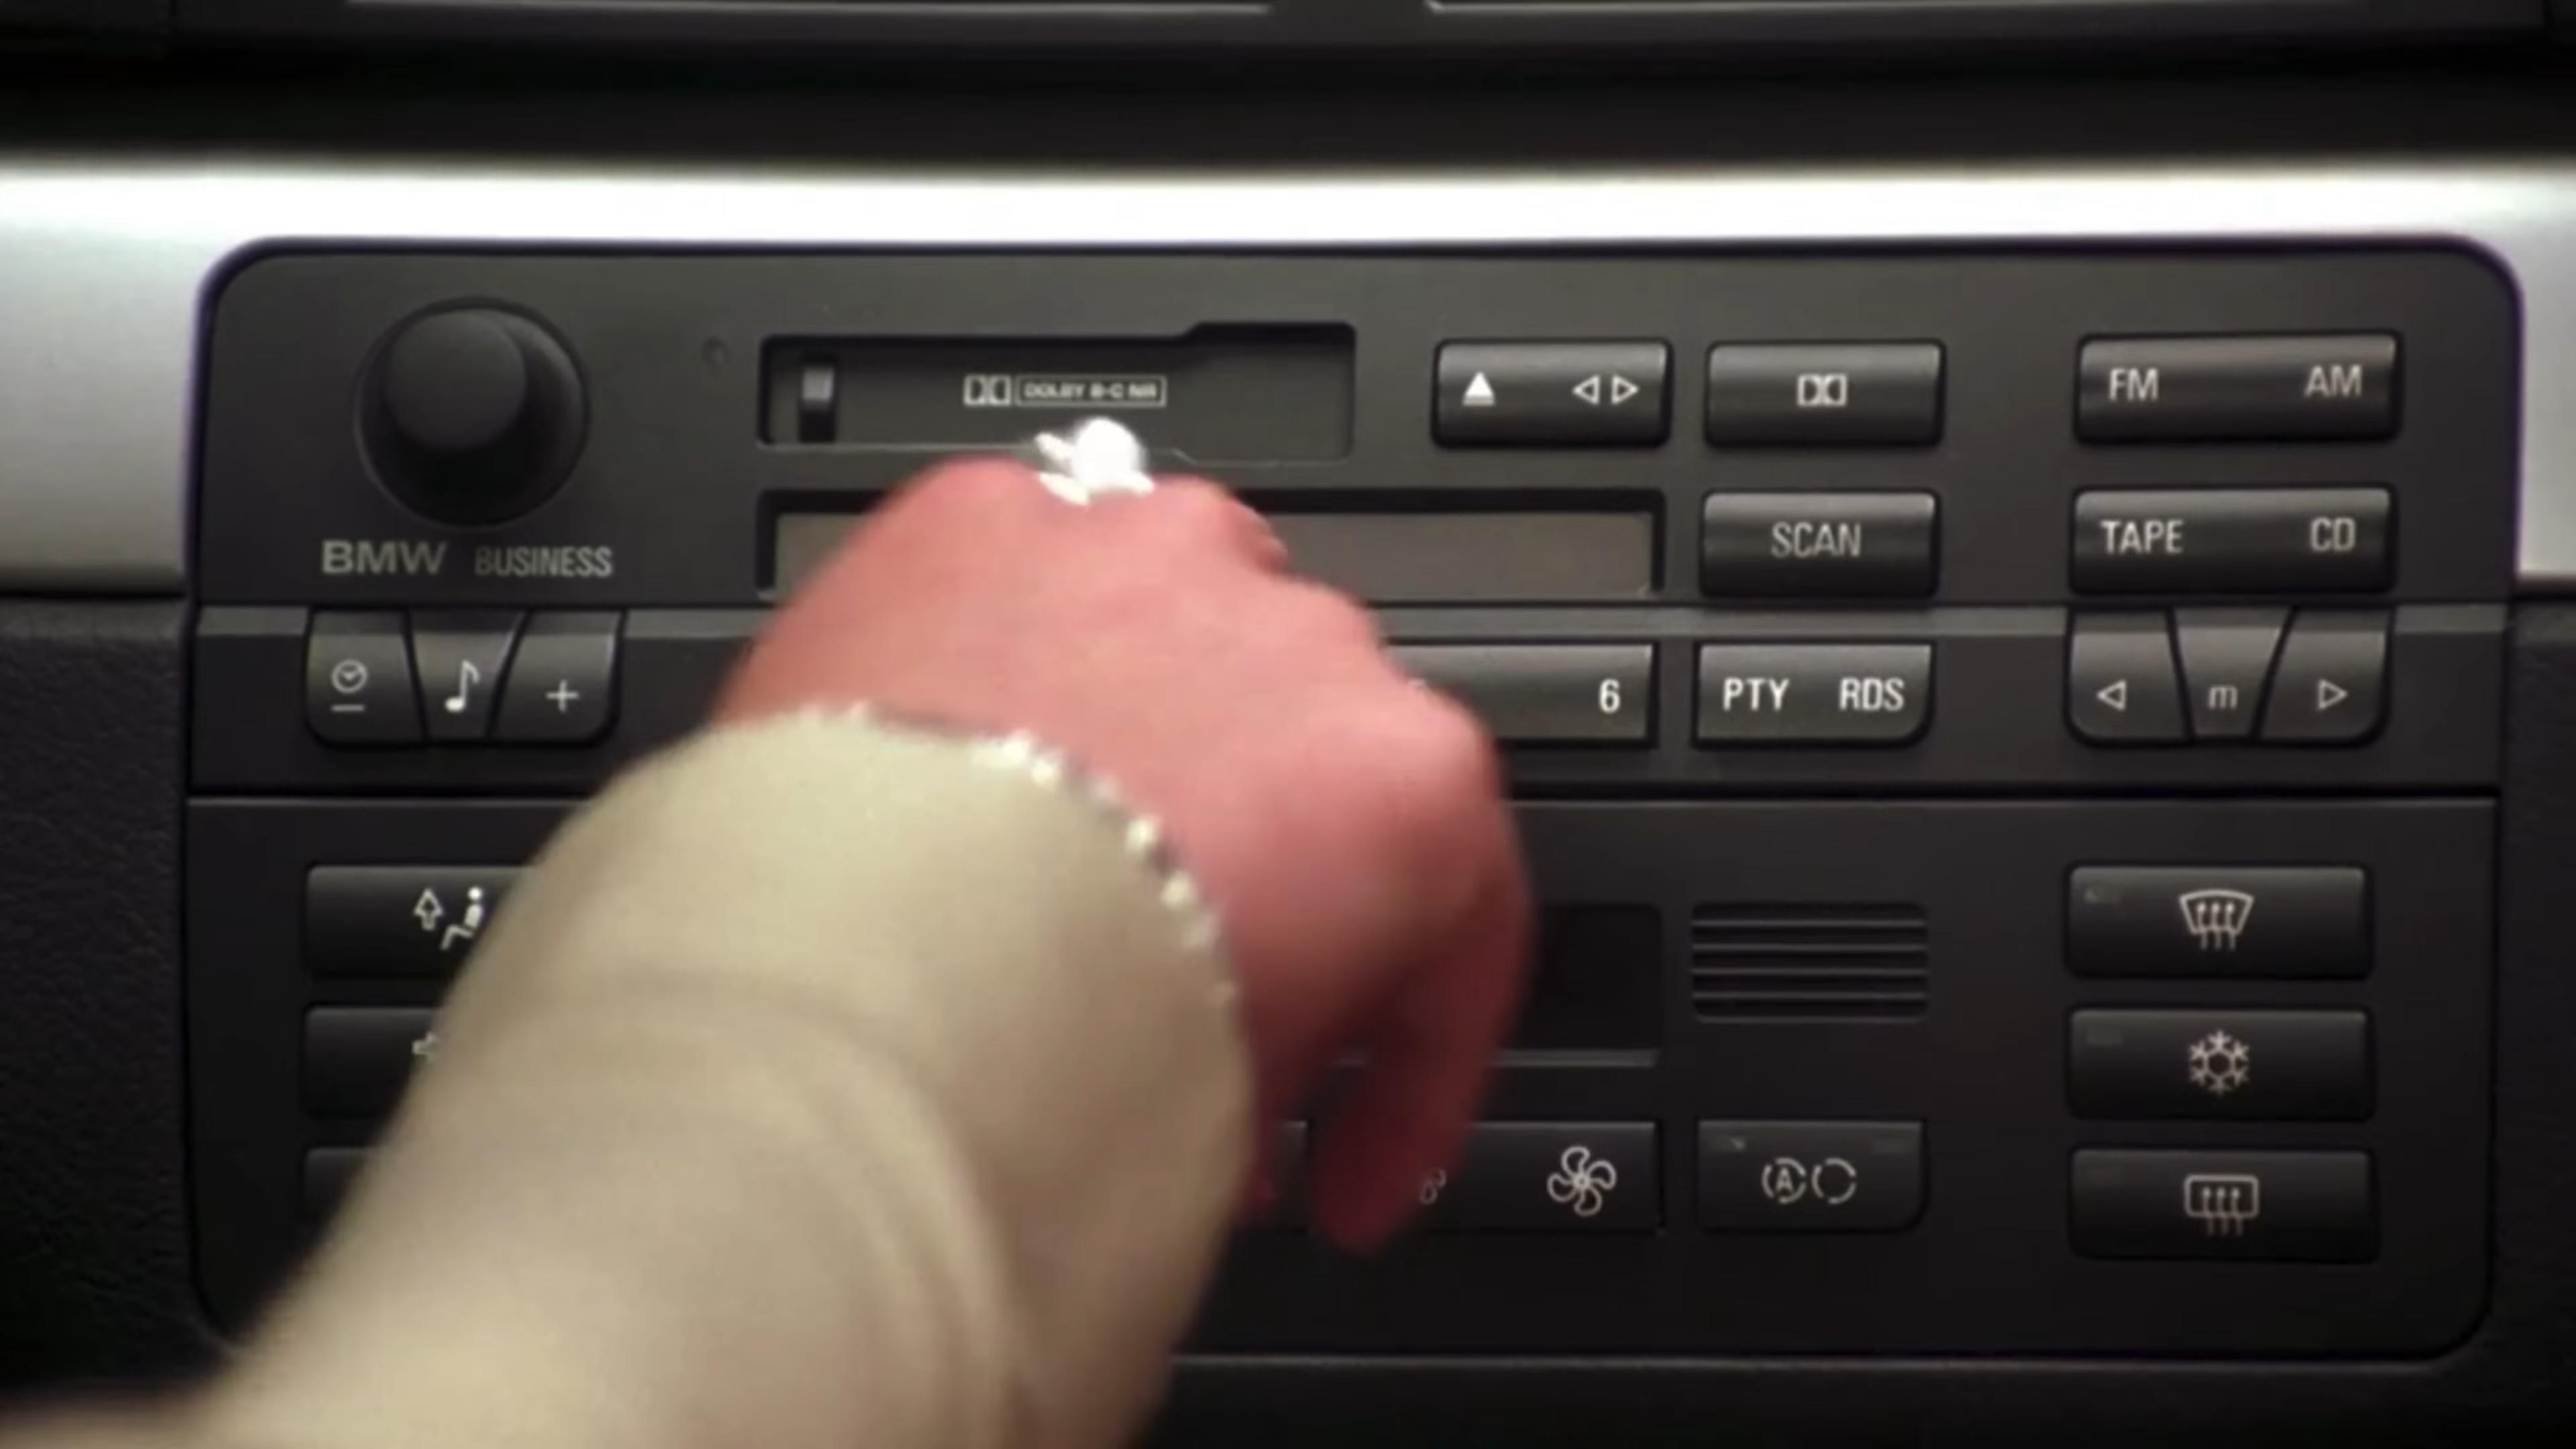 DOLBY B-C NR
FM AM
BMW BUSINESS
SCAN
TAPE CD
6
PTY RDS
m
A